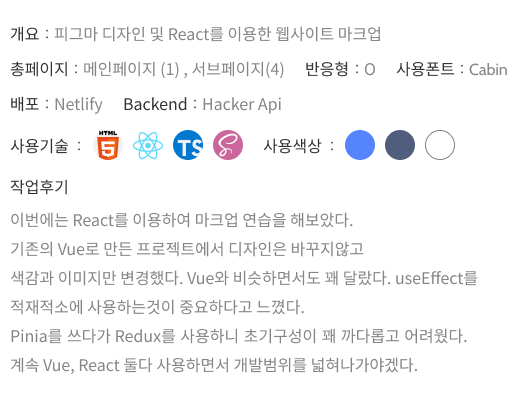 개요 : 피그마 디자인 및 React를 이용한 웹사이트 마크업
총페이지 : 메인페이지 (1) , 서브페이지(4) 반응형 : O 사용폰트 : Cabin
배포 : Netlify Backend : Hacker Api
사용기술 : HTML 5 TS S 사용색상 :
작업후기
이번에는 React를 이용하여 마크업 연습을 해보았다.
기존의 Vue로 만든 프로젝트에서 디자인은 바꾸지않고
색감과 이미지만 변경했다. Vue와 비슷하면서도 꽤 달랐다. useEffect를
적재적소에 사용하는것이 중요하다고 느꼈다.
Pinia를 쓰다가 Redux를 사용하니 초기구성이 꽤 까다롭고 어려웠다.
계속 Vue, React 둘다 사용하면서 개발범위를 넓혀나가야겠다.